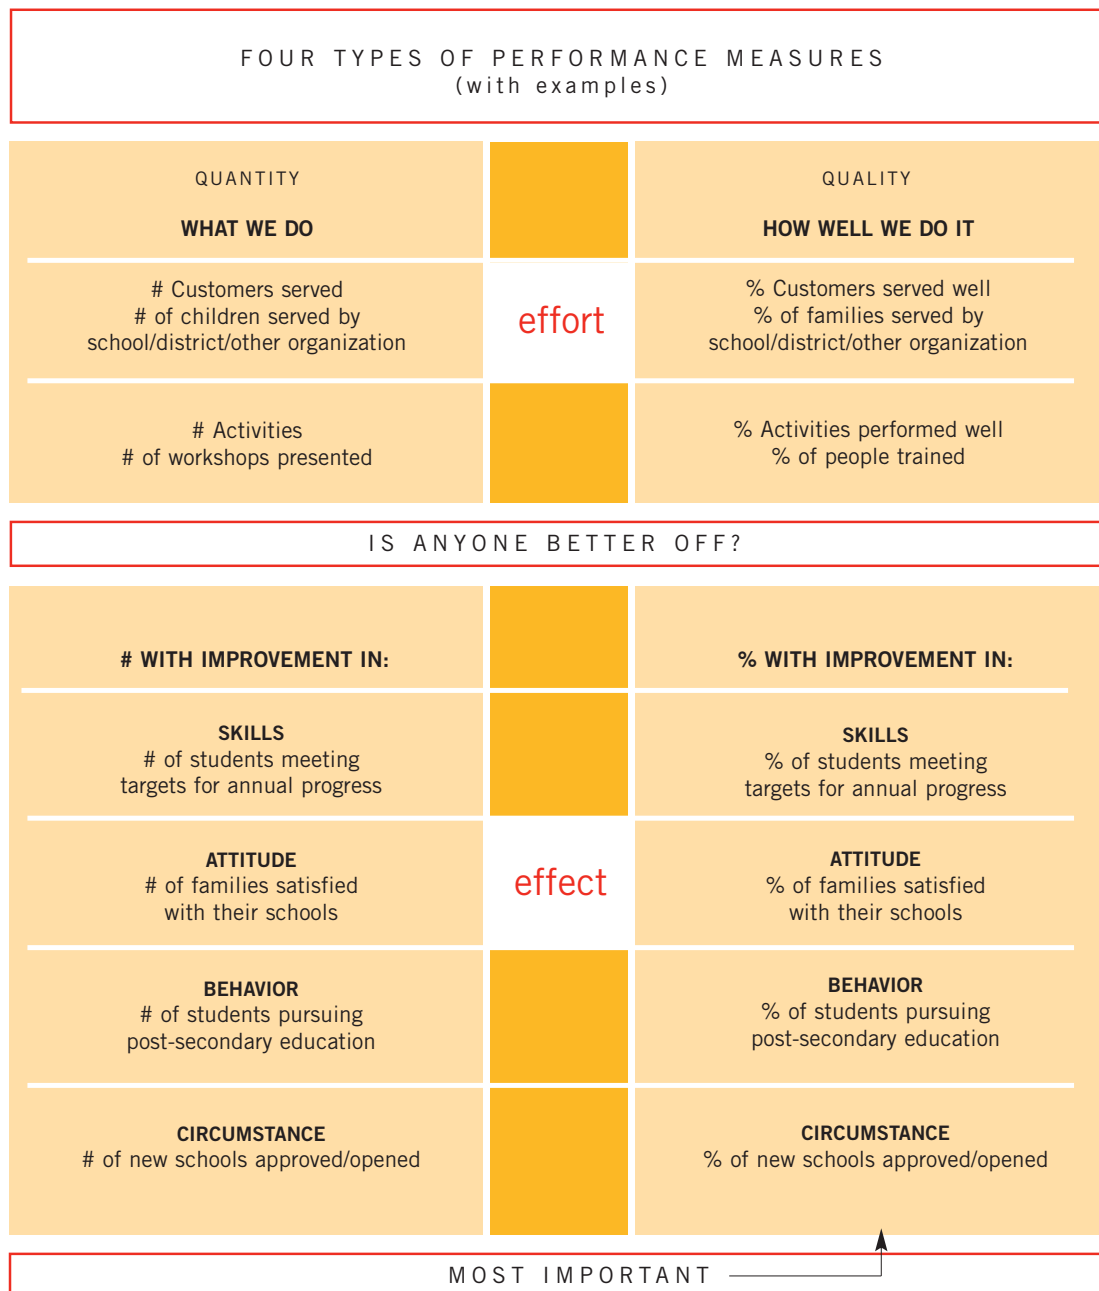 FOUR TYPES OF PERFORMANCE MEASURES
(with examples)
QUANTITY
WHAT WE DO
# Customers served
# of children served by
school/district/other organization
# Activities
# of workshops presented
effort
QUALITY
HOW WELL WE DO IT
% Customers served well
% of families served by
school/district/other organization
% Activities performed well
% of people trained
IS ANYONE BETTER OFF?
# WITH IMPROVEMENT IN:
SKILLS
# of students meeting
targets for annual progress
ATTITUDE
# of families satisfied
with their schools
BEHAVIOR
# of students pursuing
post-secondary education
CIRCUMSTANCE
# of new schools approved/opened
effect
% WITH IMPROVEMENT IN:
SKILLS
% of students meeting
targets for annual progress
ATTITUDE
% of families satisfied
with their schools
BEHAVIOR
% of students pursuing
post-secondary education
CIRCUMSTANCE
% of new schools approved/opened
MOST IMPORTANT